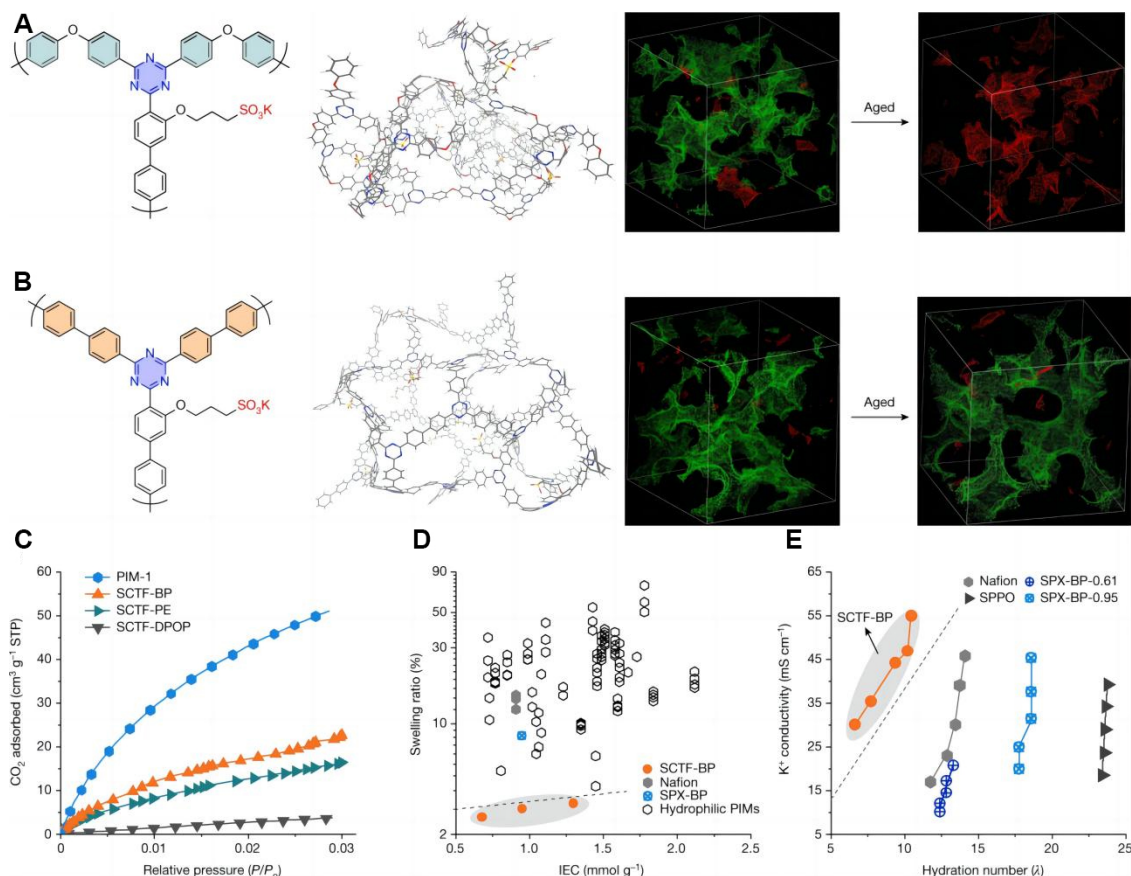 A
O
O
N
N
N
O
SO₃K
Aged
B
N
N
N
O
SO₃K
Aged
C
60
50
40
30
20
10
0
CO₂ adsorbed (cm³ g⁻¹ STP)
PIM-1
SCTF-BP
SCTF-PE
SCTF-DPOP
0
0.01
0.02
0.03
Relative pressure (P/P₀)
D
90
70
50
30
10
2
Swelling ratio (%)
SCTF-BP
Nafion
SPX-BP
Hydrophilic PIMs
0.5
1.0
1.5
2.0
2.5
IEC (mmol g⁻¹)
E
65
55
45
35
25
15
5
K⁺ conductivity (mS cm⁻¹)
Nafion
SPX-BP-0.61
SPPO
SPX-BP-0.95
SCTF-BP
5
10
15
20
25
Hydration number (λ)